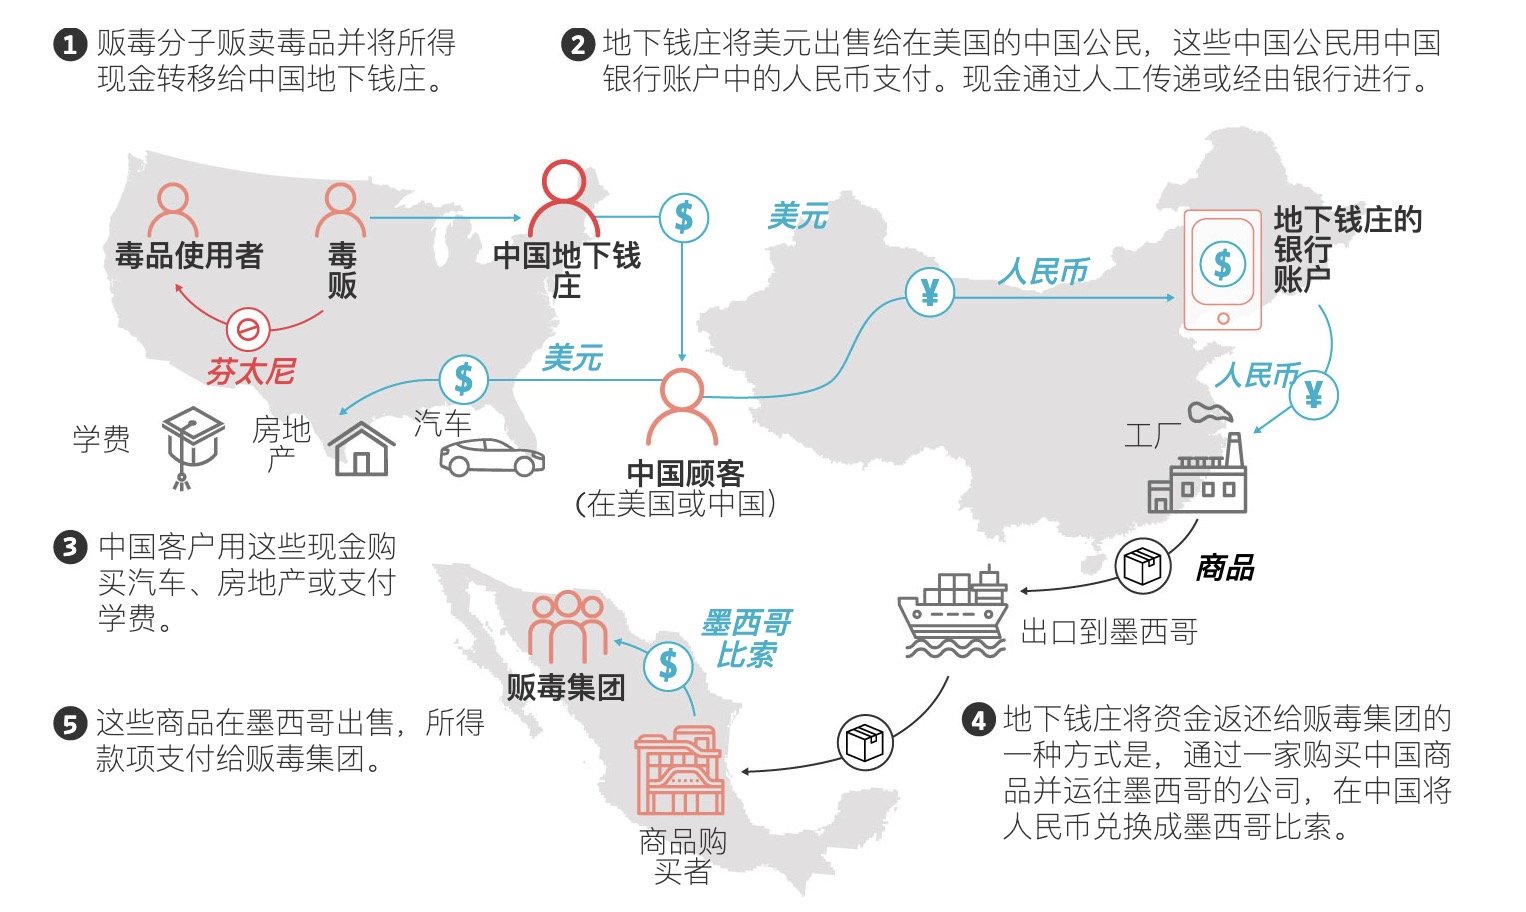 1 贩毒分子贩卖毒品并将所得
现金转移给中国地下钱庄。
2 地下钱庄将美元出售给在美国的中国公民，这些中国公民用中国
银行账户中的人民币支付。现金通过人工传递或经由银行进行。
毒品使用者
毒
贩
中国地下钱
庄
$
美元
芬太尼
人民币
¥
地下钱庄的
银行
账户
$
人民币
¥
美元
$
学费
房地
产
汽车
中国顾客
(在美国或中国)
工厂
商品
出口到墨西哥
3 中国客户用这些现金购
买汽车、房地产或支付
学费。
贩毒集团
墨西哥
比索
$
商品购
买者
5 这些商品在墨西哥出售，所得
款项支付给贩毒集团。
4 地下钱庄将资金返还给贩毒集团的
一种方式是，通过一家购买中国商
品并运往墨西哥的公司，在中国将
人民币兑换成墨西哥比索。